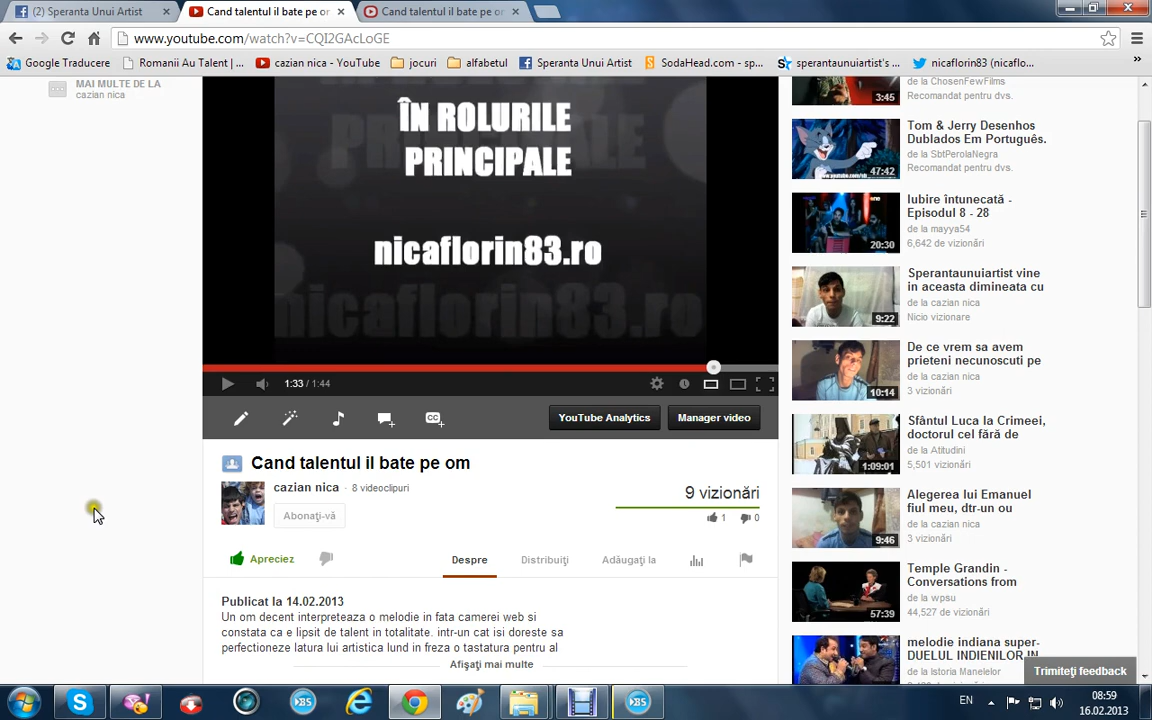 (2) Speranta Unui Artist
Cand talentul il bate pe om
Cand talentul il bate pe om
www.youtube.com/watch?v=CQI2GAcLoGE
Google Traducere
Romanii Au Talent | ...
cazian nica - YouTube
jocuri
alfabetul
Speranta Unui Artist
SodaHead.com - sp...
sperantaunuiartist's ...
nicaflorin83 (nicaflo...
MAI MULTE DE LA
cazian nica
ÎN ROLURILE
PRINCIPALE
nicaflorin83.ro
nicaflorin83.ro
1:33 / 1:44
CC
YouTube Analytics
Manager video
Cand talentul il bate pe om
cazian nica · 8 videoclipuri
Abonaţi-vă
9 vizionări
1
0
Apreciez
Despre
Distribuiţi
Adăugaţi la
Publicat la 14.02.2013
Un om decent interpreteaza o melodie in fata camerei web si
constata ca e lipsit de talent in totalitate. intr-un cat isi doreste sa
perfectioneze latura lui artistica lund in freza o tastatura pentru al
Afişaţi mai multe
de la ChosenFewFilms
Recomandat pentru dvs.
3:45
Tom & Jerry Desenhos
Dublados Em Português.
de la SbtPerolaNegra
Recomandat pentru dvs.
47:42
Iubire întunecată -
Episodul 8 - 28
de la mayya54
6,642 de vizionări
20:30
Sperantaunuiartist vine
in aceasta dimineata cu
de la cazian nica
Nicio vizionare
9:22
De ce vrem sa avem
prieteni necunoscuti pe
de la cazian nica
3 vizionări
10:14
Sfântul Luca la Crimeei,
doctorul cel fără de
de la Atitudini
5,501 vizionări
1:09:01
Alegerea lui Emanuel
fiul meu, dtr-un ou
de la cazian nica
3 vizionări
9:46
Temple Grandin -
Conversations from
de la wpsu
44,527 de vizionări
57:39
melodie indiana super-
DUELUL INDIENILOR IN
de la Istoria Manelelor
Trimiteţi feedback
EN
08:59
16.02.2013